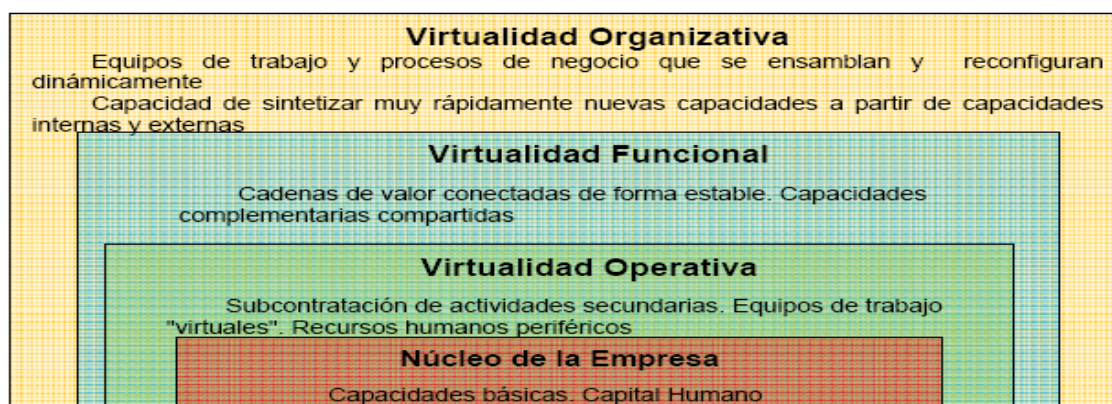 Virtualidad Organizativa
Equipos de trabajo y procesos de negocio que se ensamblan y reconfiguran
dinámicamente
Capacidad de sintetizar muy rápidamente nuevas capacidades a partir de capacidades
internas y externas
Virtualidad Funcional
Cadenas de valor conectadas de forma estable. Capacidades
complementarias compartidas
Virtualidad Operativa
Subcontratación de actividades secundarias. Equipos de trabajo
"virtuales". Recursos humanos periféricos
Núcleo de la Empresa
Capacidades básicas. Capital Humano